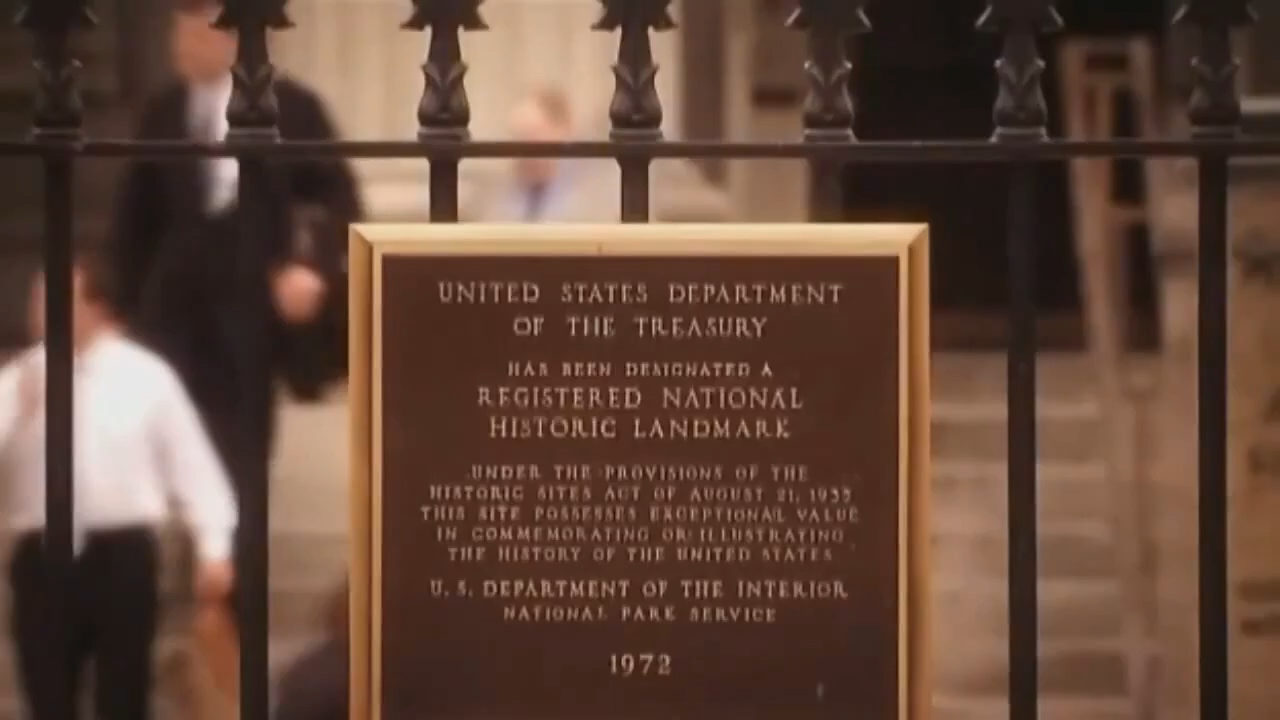 UNITED STATES DEPARTMENT
OF THE TREASURY
HAS BEEN DESIGNATED A
REGISTERED NATIONAL
HISTORIC LANDMARK
UNDER THE PROVISIONS OF THE
HISTORIC SITES ACT OF AUGUST 21, 1935
THIS SITE POSSESSES EXCEPTIONAL VALUE
IN COMMEMORATING OR ILLUSTRATING
THE HISTORY OF THE UNITED STATES
U. S. DEPARTMENT OF THE INTERIOR
NATIONAL PARK SERVICE
1972